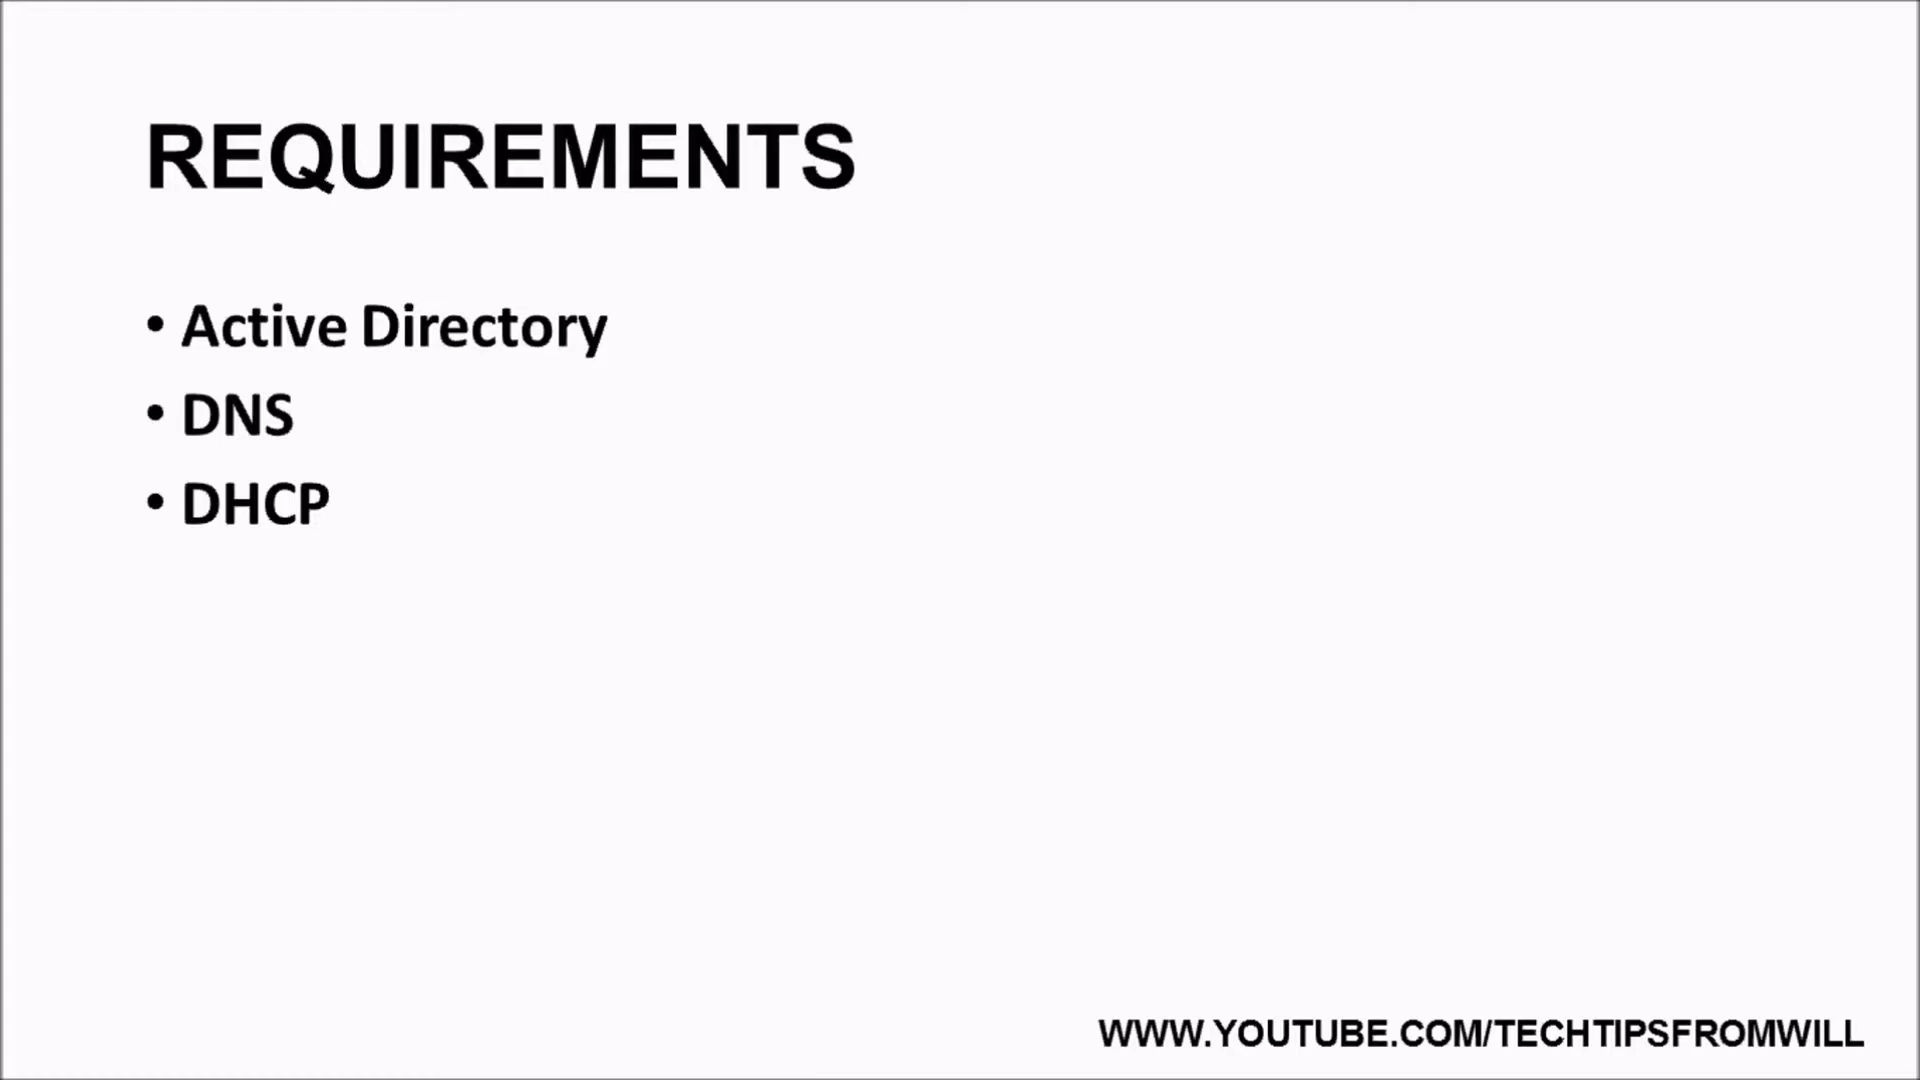 REQUIREMENTS
• Active Directory
• DNS
• DHCP
WWW.YOUTUBE.COM/TECHTIPSFROMWILL